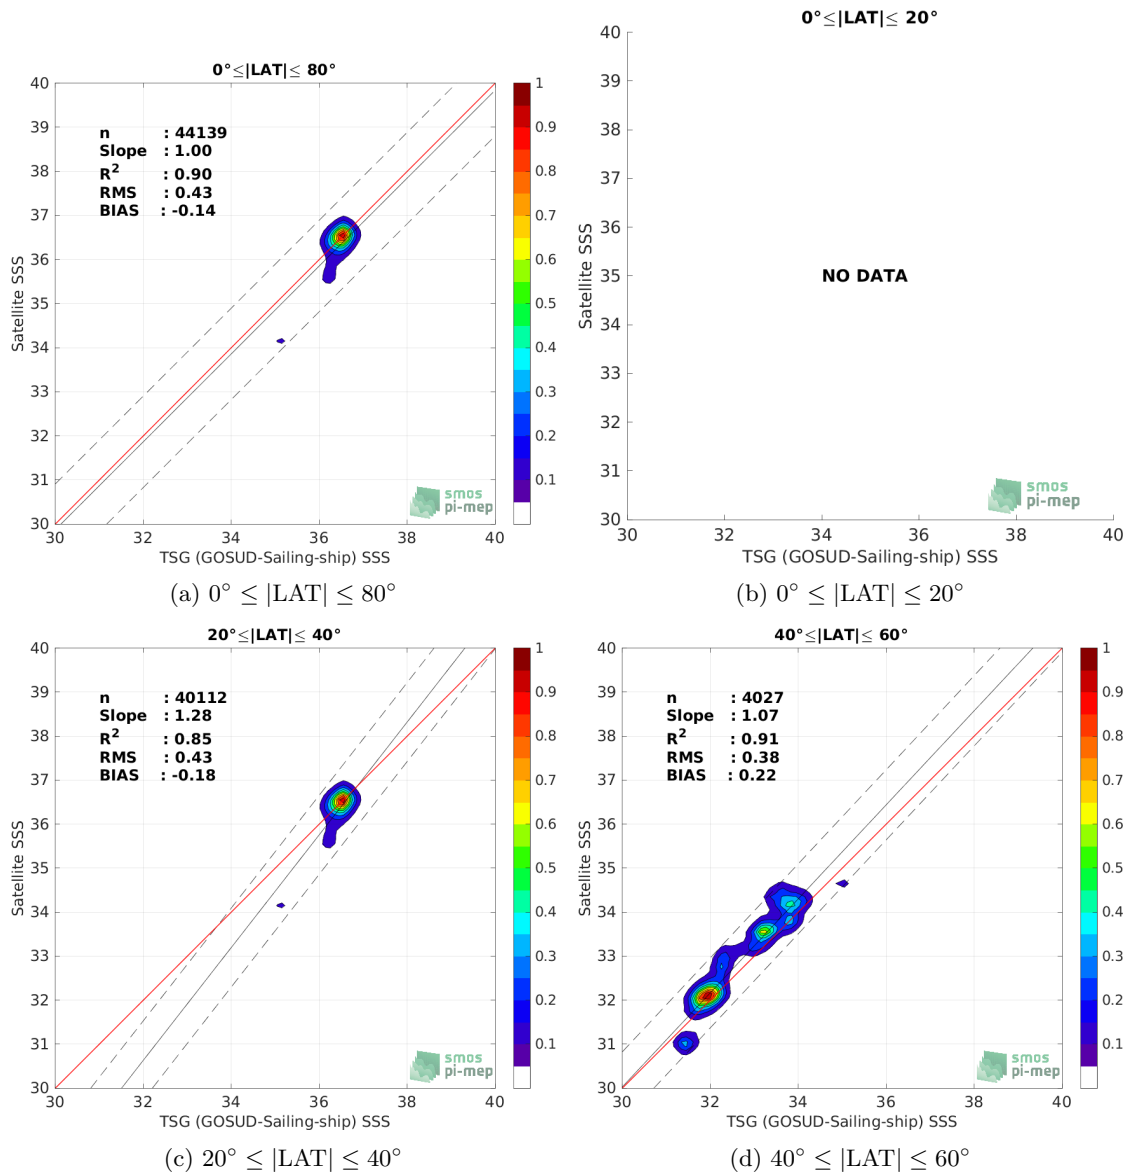 0°≤|LAT|≤ 80°
40
39
38
37
36
35
34
33
32
31
30
Satellite SSS
n : 44139
Slope : 1.00
R² : 0.90
RMS : 0.43
BIAS : -0.14
smos
pi-mep
30 32 34 36 38 40
TSG (GOSUD-Sailing-ship) SSS
1
0.9
0.8
0.7
0.6
0.5
0.4
0.3
0.2
0.1
(a) 0° ≤ |LAT| ≤ 80°
0°≤|LAT|≤ 20°
40
39
38
37
36
35
34
33
32
31
30
Satellite SSS
NO DATA
smos
pi-mep
30 32 34 36 38 40
TSG (GOSUD-Sailing-ship) SSS
(b) 0° ≤ |LAT| ≤ 20°
20°≤|LAT|≤ 40°
40
39
38
37
36
35
34
33
32
31
30
Satellite SSS
n : 40112
Slope : 1.28
R² : 0.85
RMS : 0.43
BIAS : -0.18
smos
pi-mep
30 32 34 36 38 40
TSG (GOSUD-Sailing-ship) SSS
1
0.9
0.8
0.7
0.6
0.5
0.4
0.3
0.2
0.1
(c) 20° ≤ |LAT| ≤ 40°
40°≤|LAT|≤ 60°
40
39
38
37
36
35
34
33
32
31
30
Satellite SSS
n : 4027
Slope : 1.07
R² : 0.91
RMS : 0.38
BIAS : 0.22
smos
pi-mep
30 32 34 36 38 40
TSG (GOSUD-Sailing-ship) SSS
1
0.9
0.8
0.7
0.6
0.5
0.4
0.3
0.2
0.1
(d) 40° ≤ |LAT| ≤ 60°